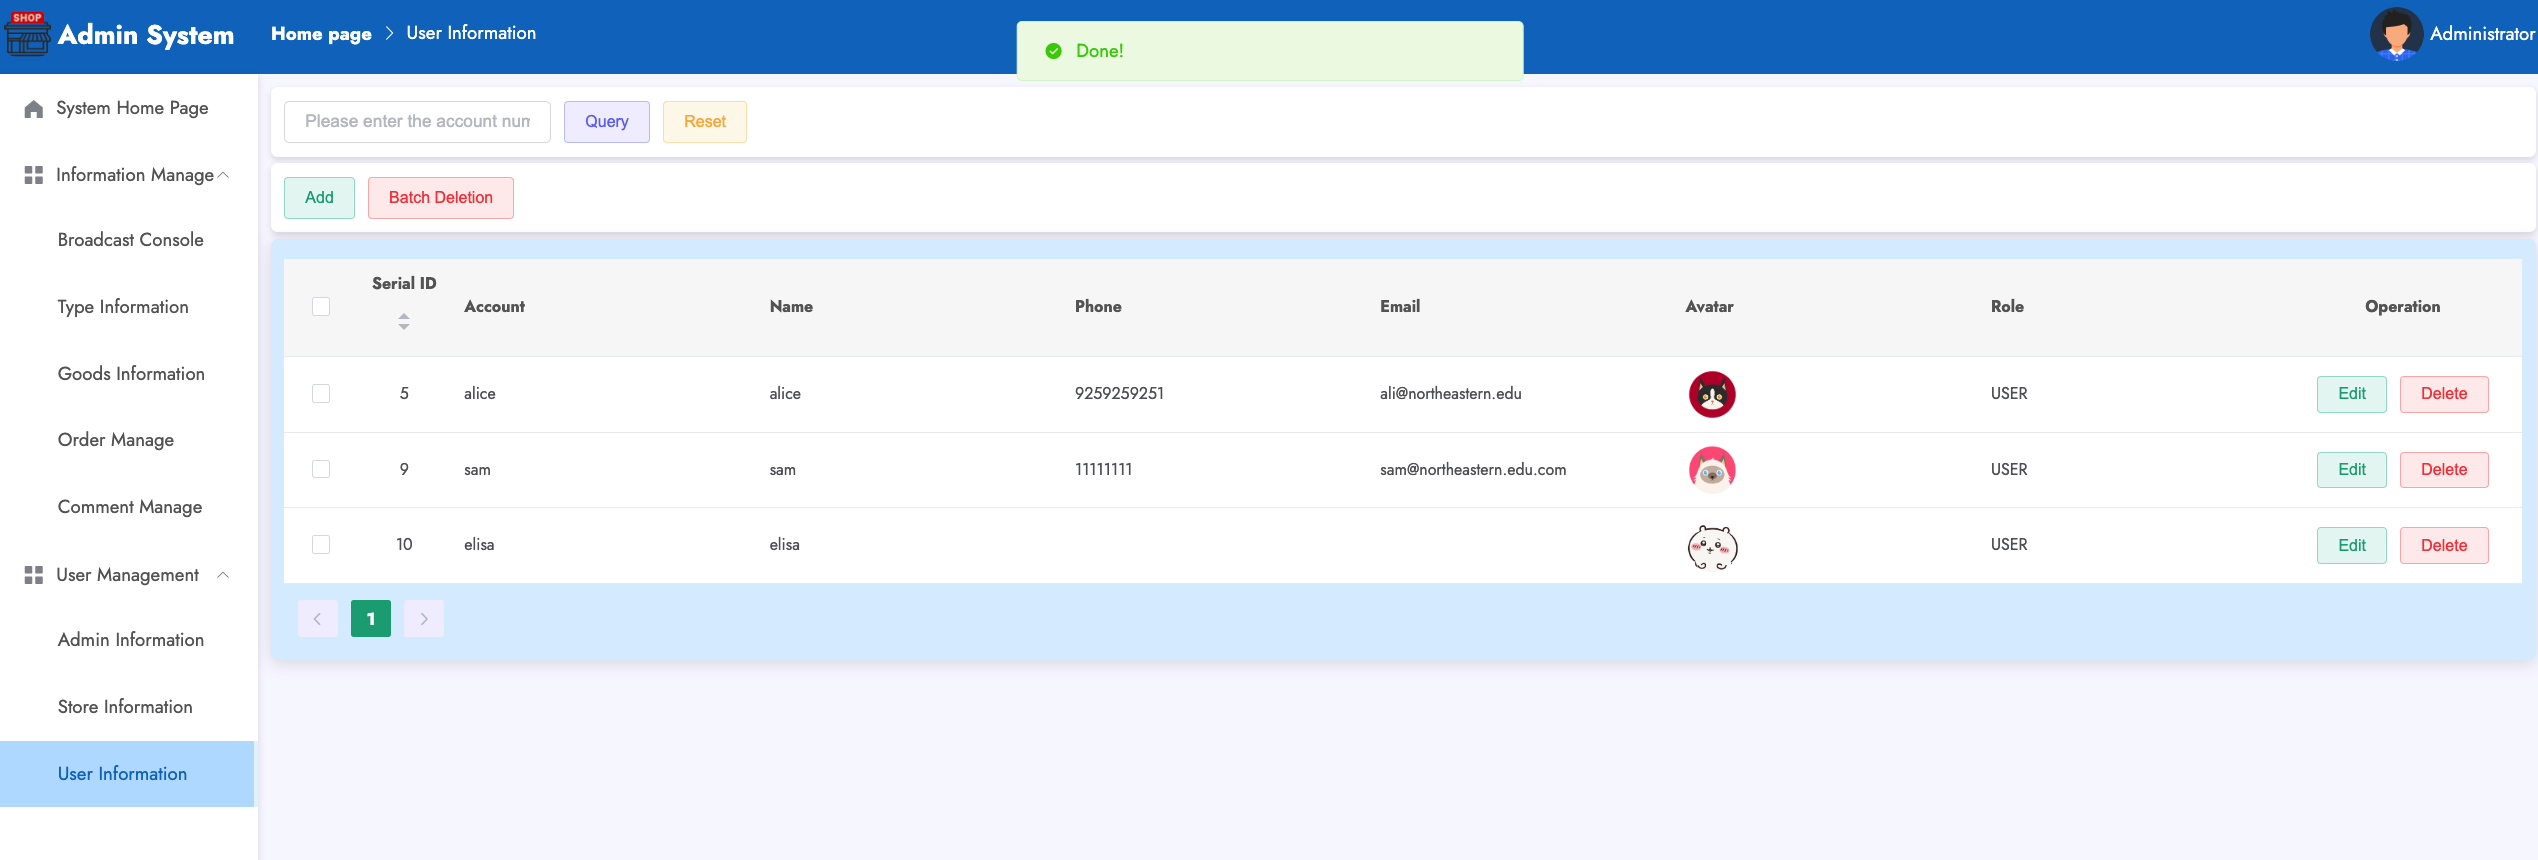 SHOP
Admin System
Home page > User Information
Done!
Administrator
System Home Page
Information Manage
Broadcast Console
Type Information
Goods Information
Order Manage
Comment Manage
User Management
Admin Information
Store Information
User Information
Please enter the account num
Query
Reset
Add
Batch Deletion
Serial ID Account Name Phone Email Avatar Role Operation
5 alice alice 9259259251 ali@northeastern.edu USER Edit Delete
9 sam sam 11111111 sam@northeastern.edu.com USER Edit Delete
10 elisa elisa USER Edit Delete
1